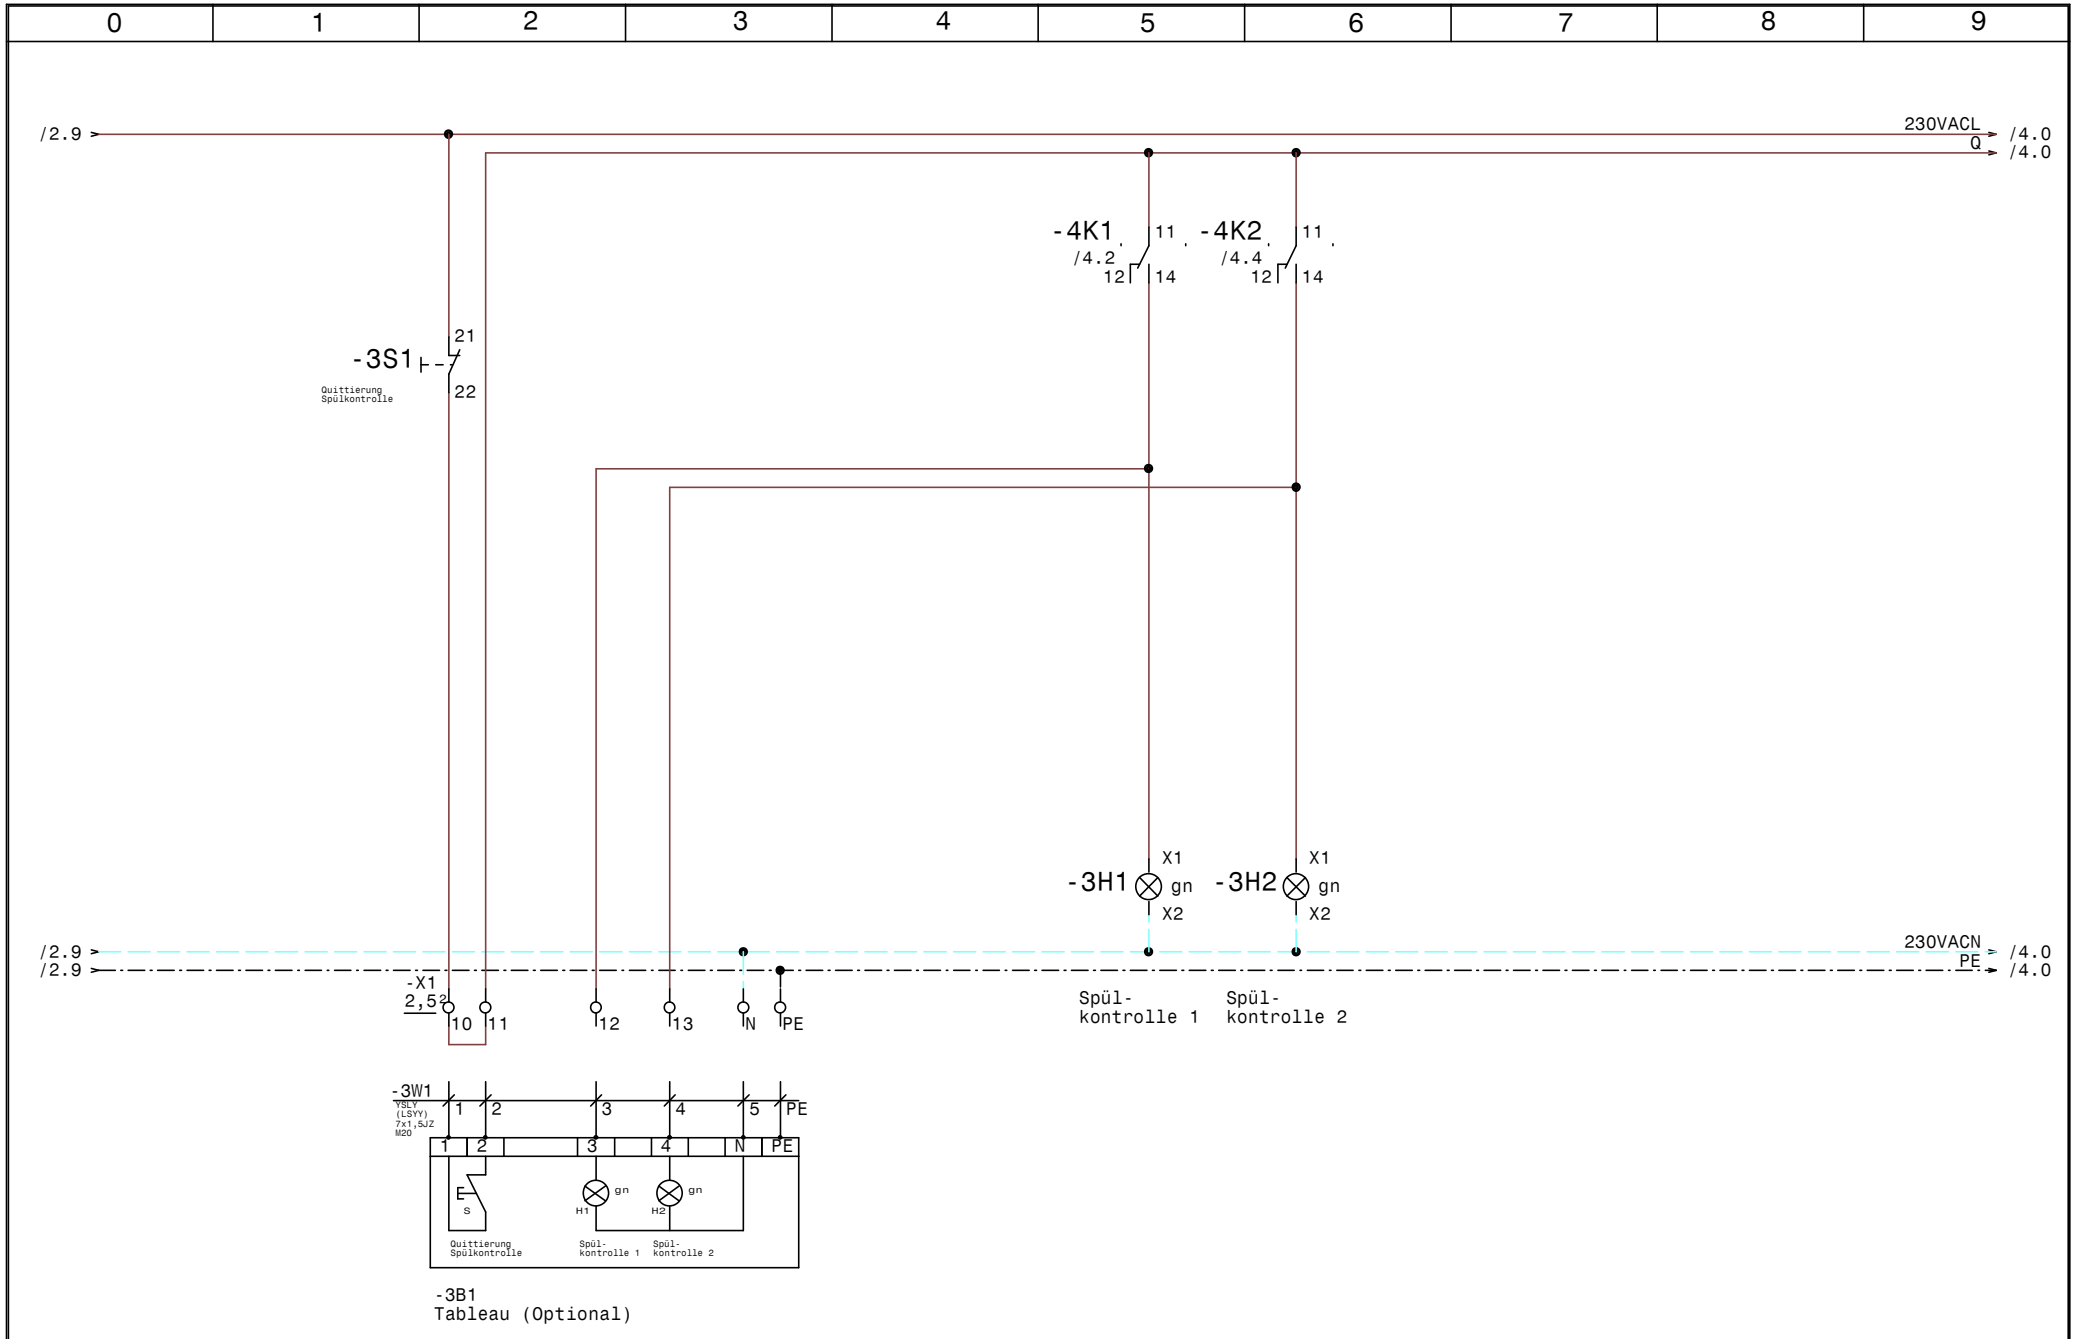 0 1 2 3 4 5 6 7 8 9
/2.9 230VACL /4.0
Q /4.0
-4K1 11 -4K2 11
/4.2 /4.4
12 14 12 14
21
-3S1
22
Quittierung
Spülkontrolle
X1 X1
-3H1 gn -3H2 gn
X2 X2
/2.9 230VACN /4.0
/2.9 PE /4.0
-X1
2,5²
10 11 12 13 N PE
Spül- Spül-
kontrolle 1 kontrolle 2
-3W1
1 2 3 4 5 PE
YSLY
(LSYY)
7x1,5JZ
M20
1 2 3 4 N PE
gn gn
S H1 H2
Quittierung Spül- Spül-
Spülkontrolle kontrolle 1 kontrolle 2
-3B1
Tableau (Optional)